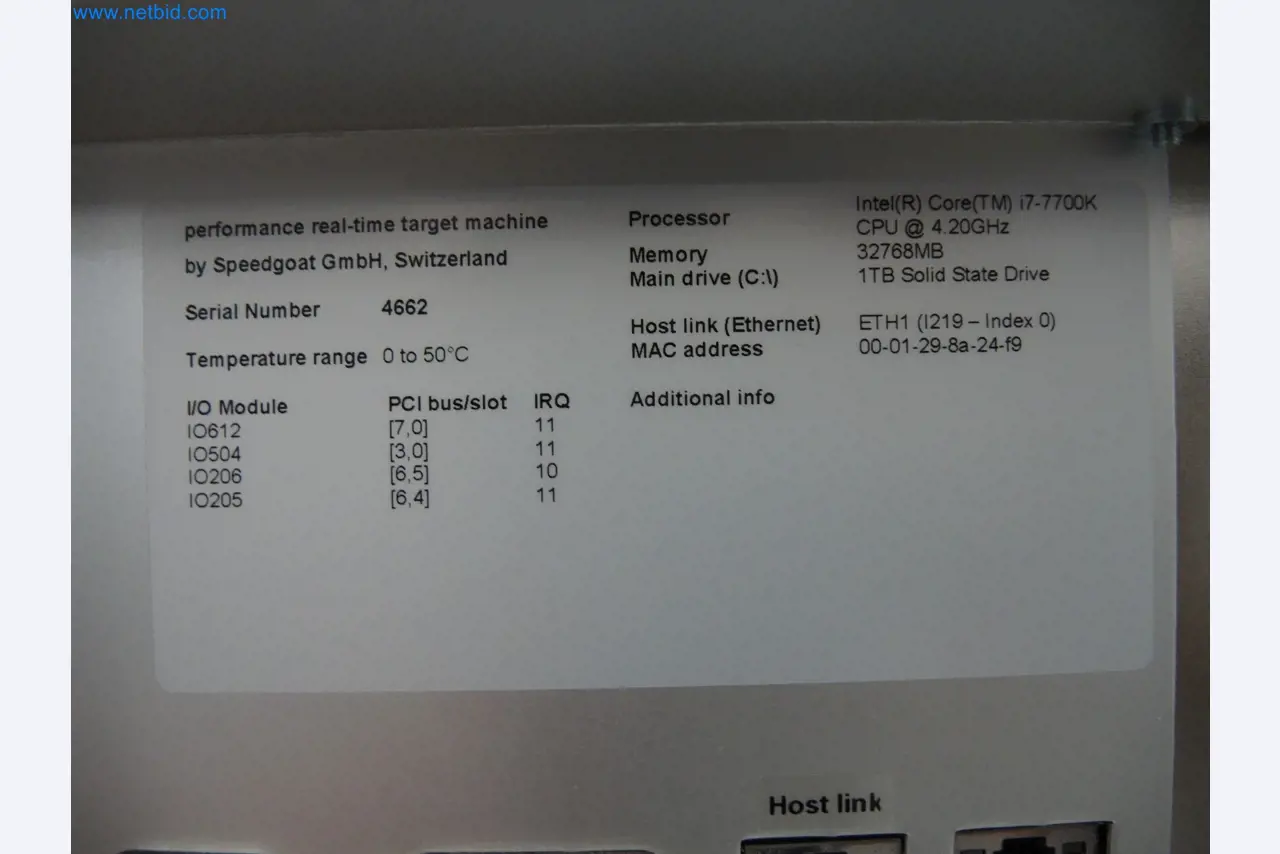 www.netbid.com
performance real-time target machine
by Speedgoat GmbH, Switzerland
Serial Number 4662
Temperature range 0 to 50°C
I/O Module PCI bus/slot IRQ
IO612 [7,0] 11
IO504 [3,0] 11
IO206 [6,5] 10
IO205 [6,4] 11
Processor Intel(R) Core(TM) i7-7700K
CPU @ 4.20GHz
Memory 32768MB
Main drive (C:\) 1TB Solid State Drive
Host link (Ethernet) ETH1 (I219 – Index 0)
MAC address 00-01-29-8a-24-f9
Additional info
Host link